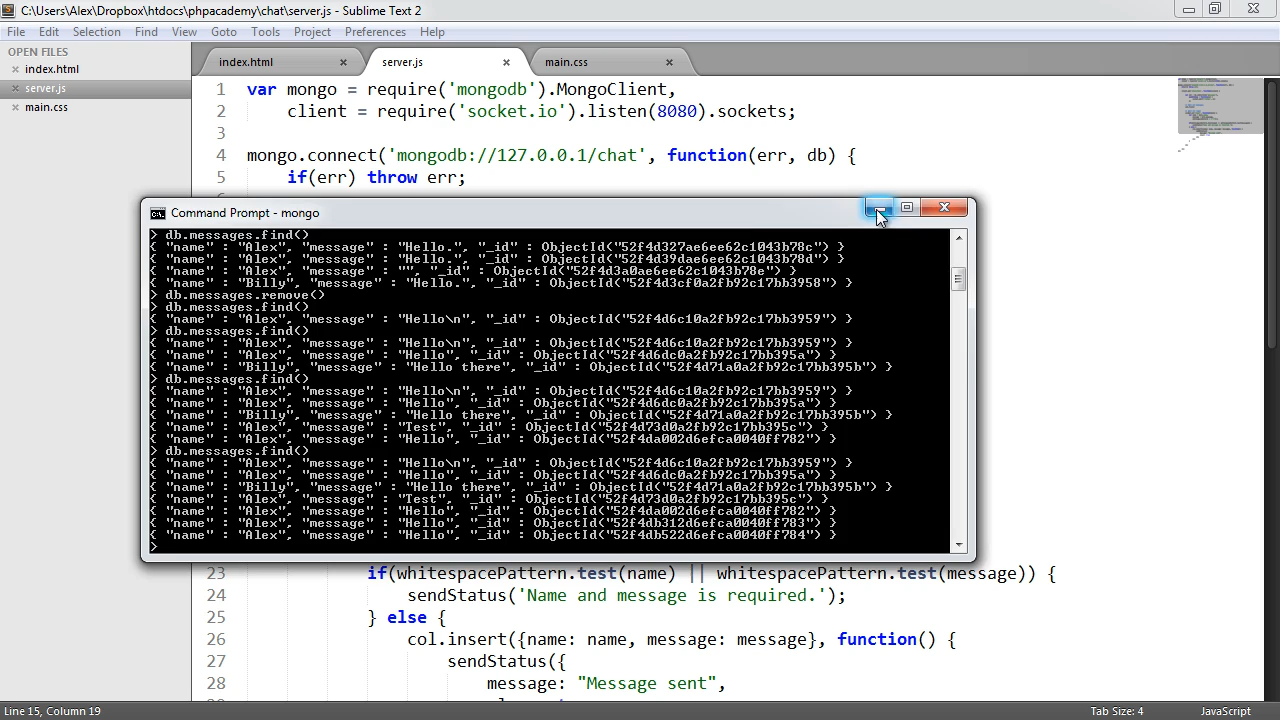 C:\Users\Alex\Dropbox\htdocs\phpacademy\chat\server.js - Sublime Text 2
File Edit Selection Find View Goto Tools Project Preferences Help
OPEN FILES
index.html
server.js
main.css
index.html server.js main.css
1 var mongo = require('mongodb').MongoClient,
2 client = require('socket.io').listen(8080).sockets;
3
4 mongo.connect('mongodb://127.0.0.1/chat', function(err, db) {
5 if(err) throw err;
Command Prompt - mongo
> db.messages.find()
{ "name" : "Alex", "message" : "Hello.", "_id" : ObjectId("52f4d327ae6ee62c1043b78c") }
{ "name" : "Alex", "message" : "Hello.", "_id" : ObjectId("52f4d39dae6ee62c1043b78d") }
{ "name" : "Alex", "message" : "", "_id" : ObjectId("52f4d3a0ae6ee62c1043b78e") }
{ "name" : "Billy", "message" : "Hello.", "_id" : ObjectId("52f4d3cf0a2fb92c17bb3958") }
> db.messages.remove()
> db.messages.find()
{ "name" : "Alex", "message" : "Hello\n", "_id" : ObjectId("52f4d6c10a2fb92c17bb3959") }
> db.messages.find()
{ "name" : "Alex", "message" : "Hello\n", "_id" : ObjectId("52f4d6c10a2fb92c17bb3959") }
{ "name" : "Alex", "message" : "Hello", "_id" : ObjectId("52f4d6dc0a2fb92c17bb395a") }
{ "name" : "Billy", "message" : "Hello there", "_id" : ObjectId("52f4d71a0a2fb92c17bb395b") }
> db.messages.find()
{ "name" : "Alex", "message" : "Hello\n", "_id" : ObjectId("52f4d6c10a2fb92c17bb3959") }
{ "name" : "Alex", "message" : "Hello", "_id" : ObjectId("52f4d6dc0a2fb92c17bb395a") }
{ "name" : "Billy", "message" : "Hello there", "_id" : ObjectId("52f4d71a0a2fb92c17bb395b") }
{ "name" : "Alex", "message" : "Test", "_id" : ObjectId("52f4d73d0a2fb92c17bb395c") }
{ "name" : "Alex", "message" : "Hello", "_id" : ObjectId("52f4da002d6efca0040ff782") }
> db.messages.find()
{ "name" : "Alex", "message" : "Hello\n", "_id" : ObjectId("52f4d6c10a2fb92c17bb3959") }
{ "name" : "Alex", "message" : "Hello", "_id" : ObjectId("52f4d6dc0a2fb92c17bb395a") }
{ "name" : "Billy", "message" : "Hello there", "_id" : ObjectId("52f4d71a0a2fb92c17bb395b") }
{ "name" : "Alex", "message" : "Test", "_id" : ObjectId("52f4d73d0a2fb92c17bb395c") }
{ "name" : "Alex", "message" : "Hello", "_id" : ObjectId("52f4da002d6efca0040ff782") }
{ "name" : "Alex", "message" : "Hello", "_id" : ObjectId("52f4db312d6efca0040ff783") }
{ "name" : "Alex", "message" : "Hello", "_id" : ObjectId("52f4db522d6efca0040ff784") }
>
23 if(whitespacePattern.test(name) || whitespacePattern.test(message)) {
24 sendStatus('Name and message is required.');
25 } else {
26 col.insert({name: name, message: message}, function() {
27 sendStatus({
28 message: "Message sent",
Line 15, Column 19
Tab Size: 4
JavaScript